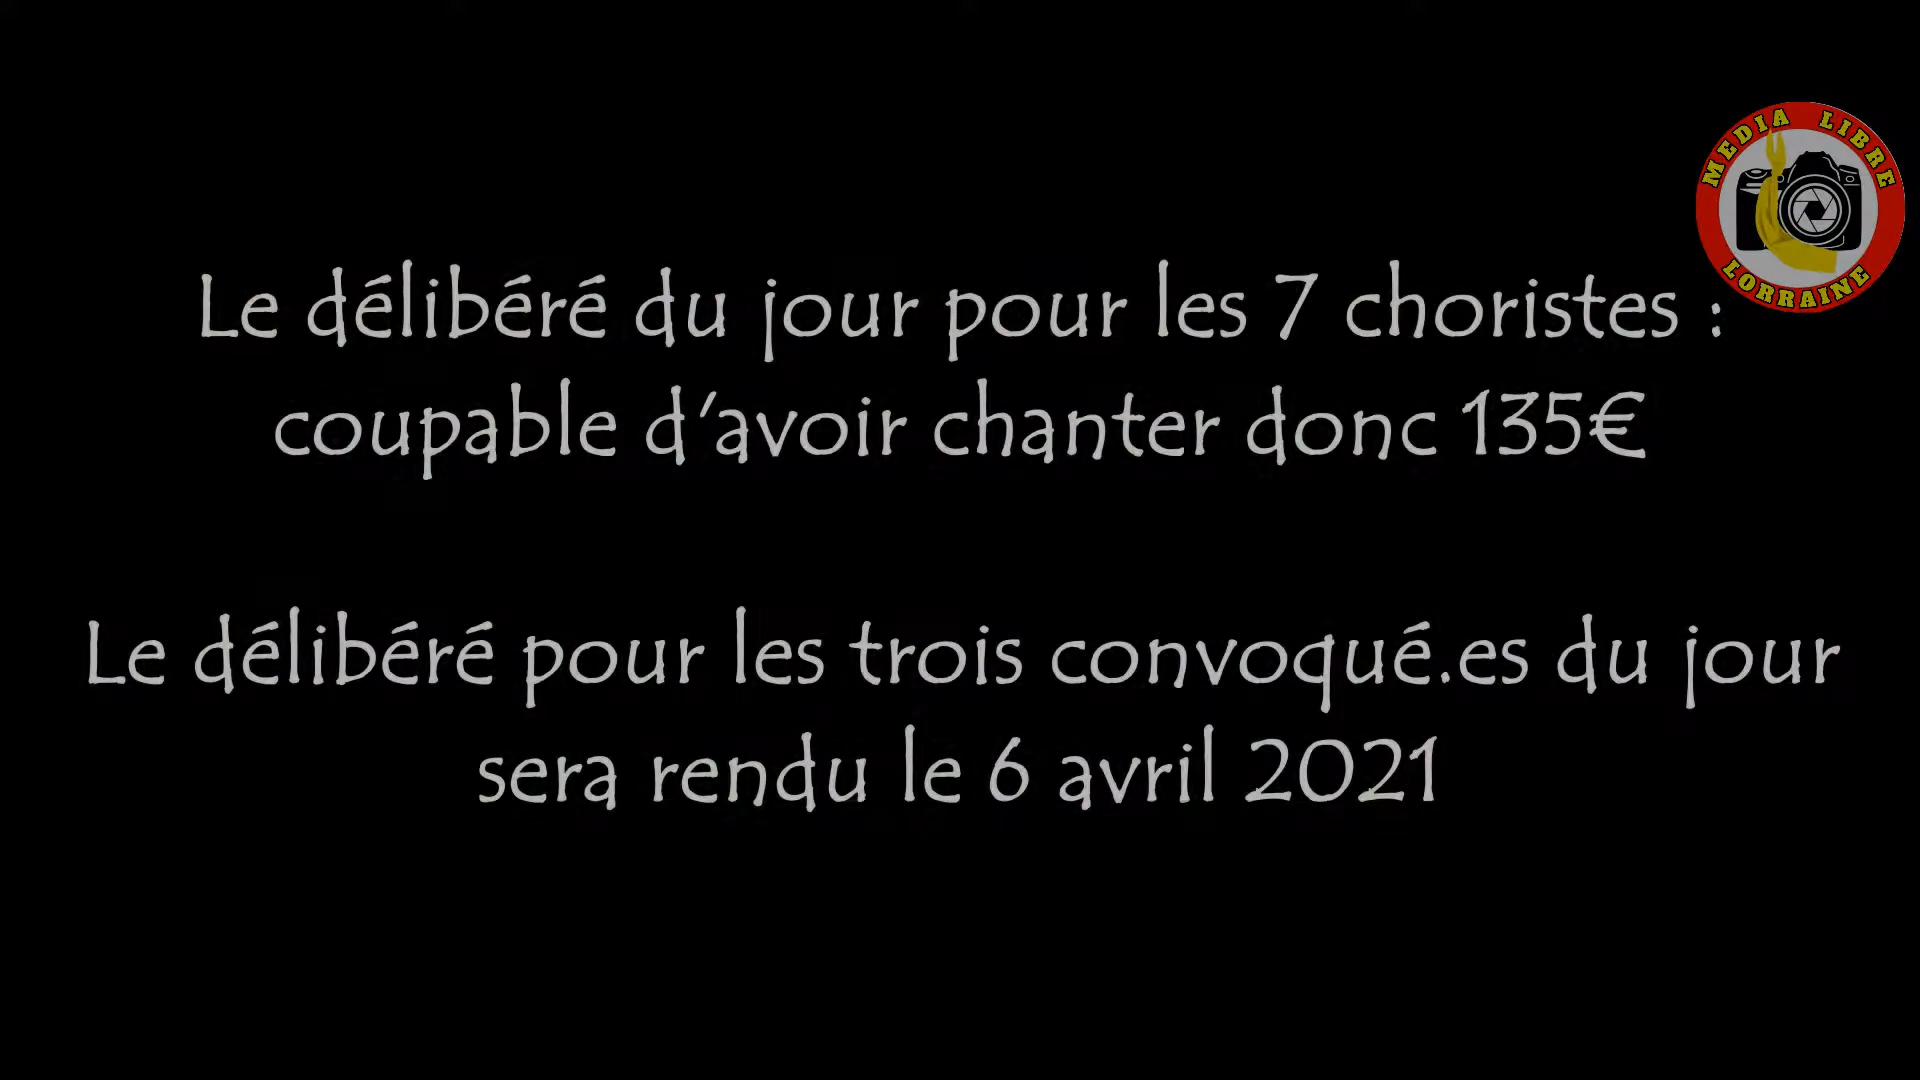 MEDIA LIBRE
LORRAINE
Le délibéré du jour pour les 7 choristes :
coupable d'avoir chanter donc 135€
Le délibéré pour les trois convoqué.es du jour
sera rendu le 6 avril 2021